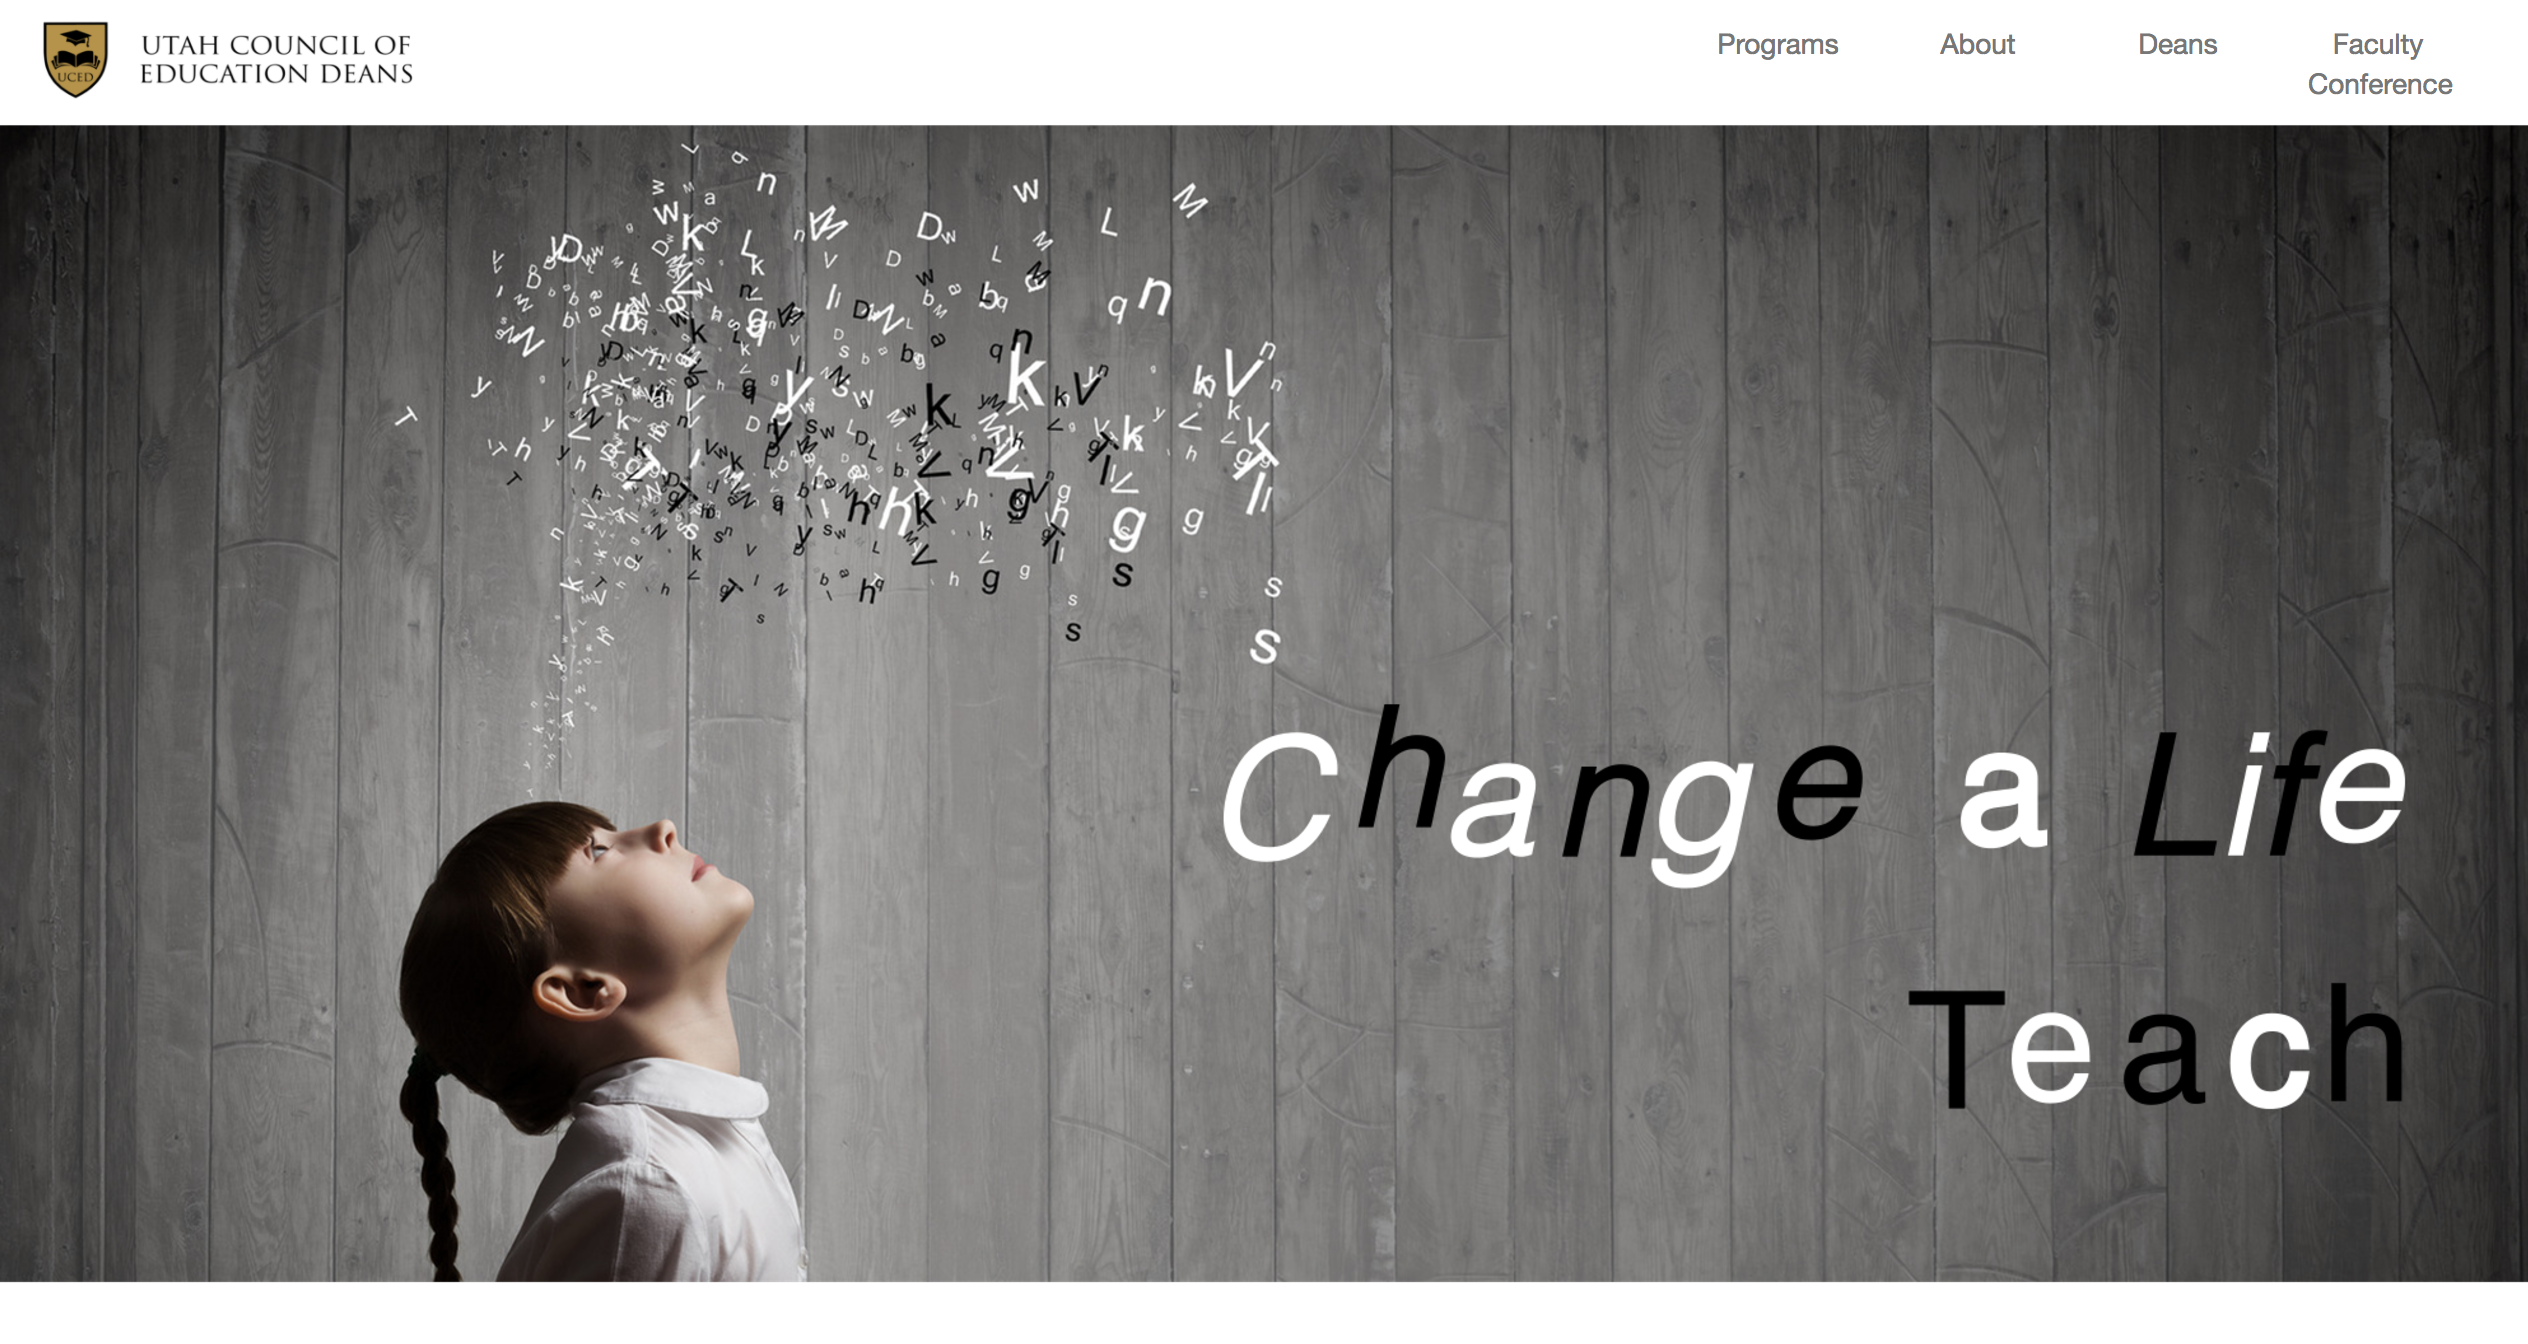 UTAH COUNCIL OF
EDUCATION DEANS
UCED
Programs
About
Deans
Faculty
Conference
Change a Life
Teach